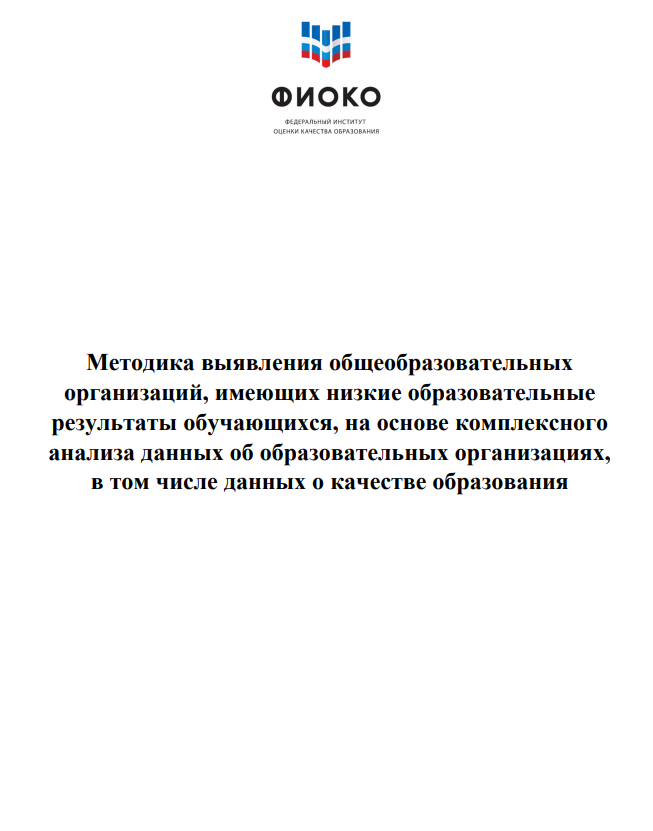 ФИОКО
ФЕДЕРАЛЬНЫЙ ИНСТИТУТ
ОЦЕНКИ КАЧЕСТВА ОБРАЗОВАНИЯ
Методика выявления общеобразовательных
организаций, имеющих низкие образовательные
результаты обучающихся, на основе комплексного
анализа данных об образовательных организациях,
в том числе данных о качестве образования